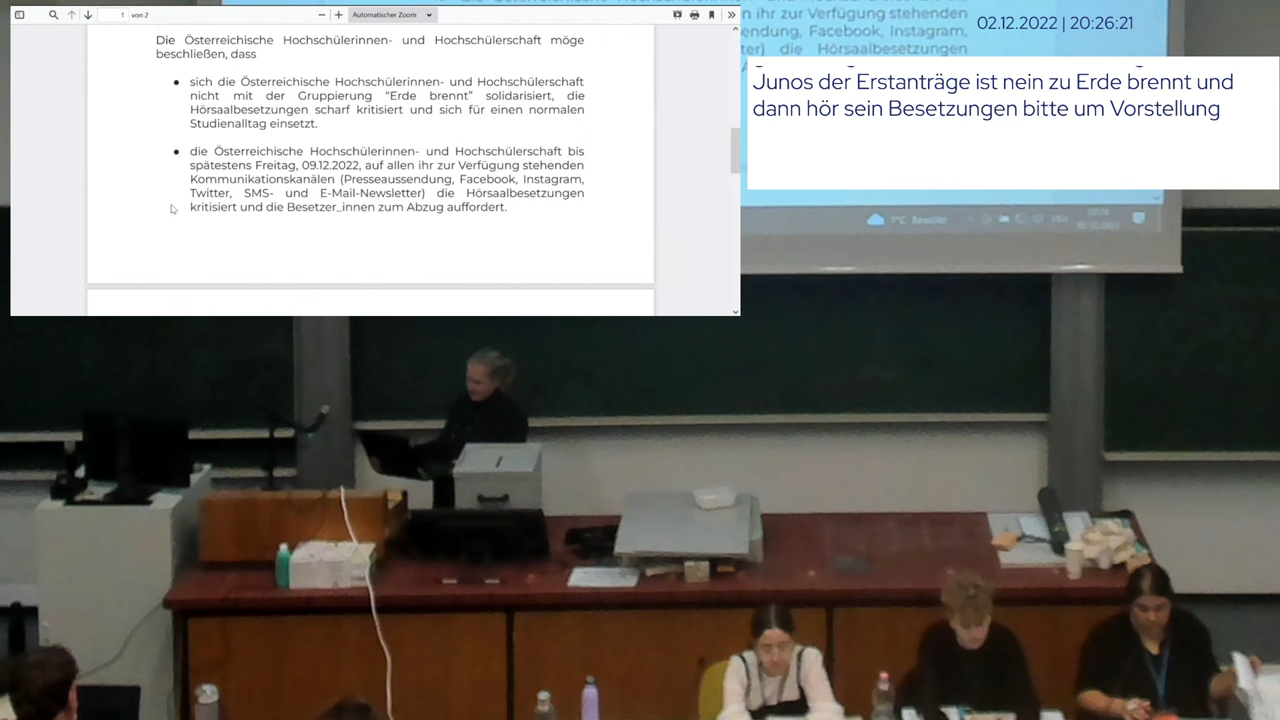 1 von 2 Automatischer Zoom
Die Österreichische Hochschülerinnen- und Hochschülerschaft möge
beschließen, dass
• sich die Österreichische Hochschülerinnen- und Hochschülerschaft
nicht mit der Gruppierung “Erde brennt” solidarisiert, die
Hörsaalbesetzungen scharf kritisiert und sich für einen normalen
Studienalltag einsetzt.
• die Österreichische Hochschülerinnen- und Hochschülerschaft bis
spätestens Freitag, 09.12.2022, auf allen ihr zur Verfügung stehenden
Kommunikationskanälen (Presseaussendung, Facebook, Instagram,
Twitter, SMS- und E-Mail-Newsletter) die Hörsaalbesetzungen
kritisiert und die Besetzer_innen zum Abzug auffordert.
n ihr zur Verfügung stehenden
endung, Facebook, Instagram,
ter) die Hörsaalbesetzungen
02.12.2022 | 20:26:21
Junos der Erstanträge ist nein zu Erde brennt und
dann hör sein Besetzungen bitte um Vorstellung